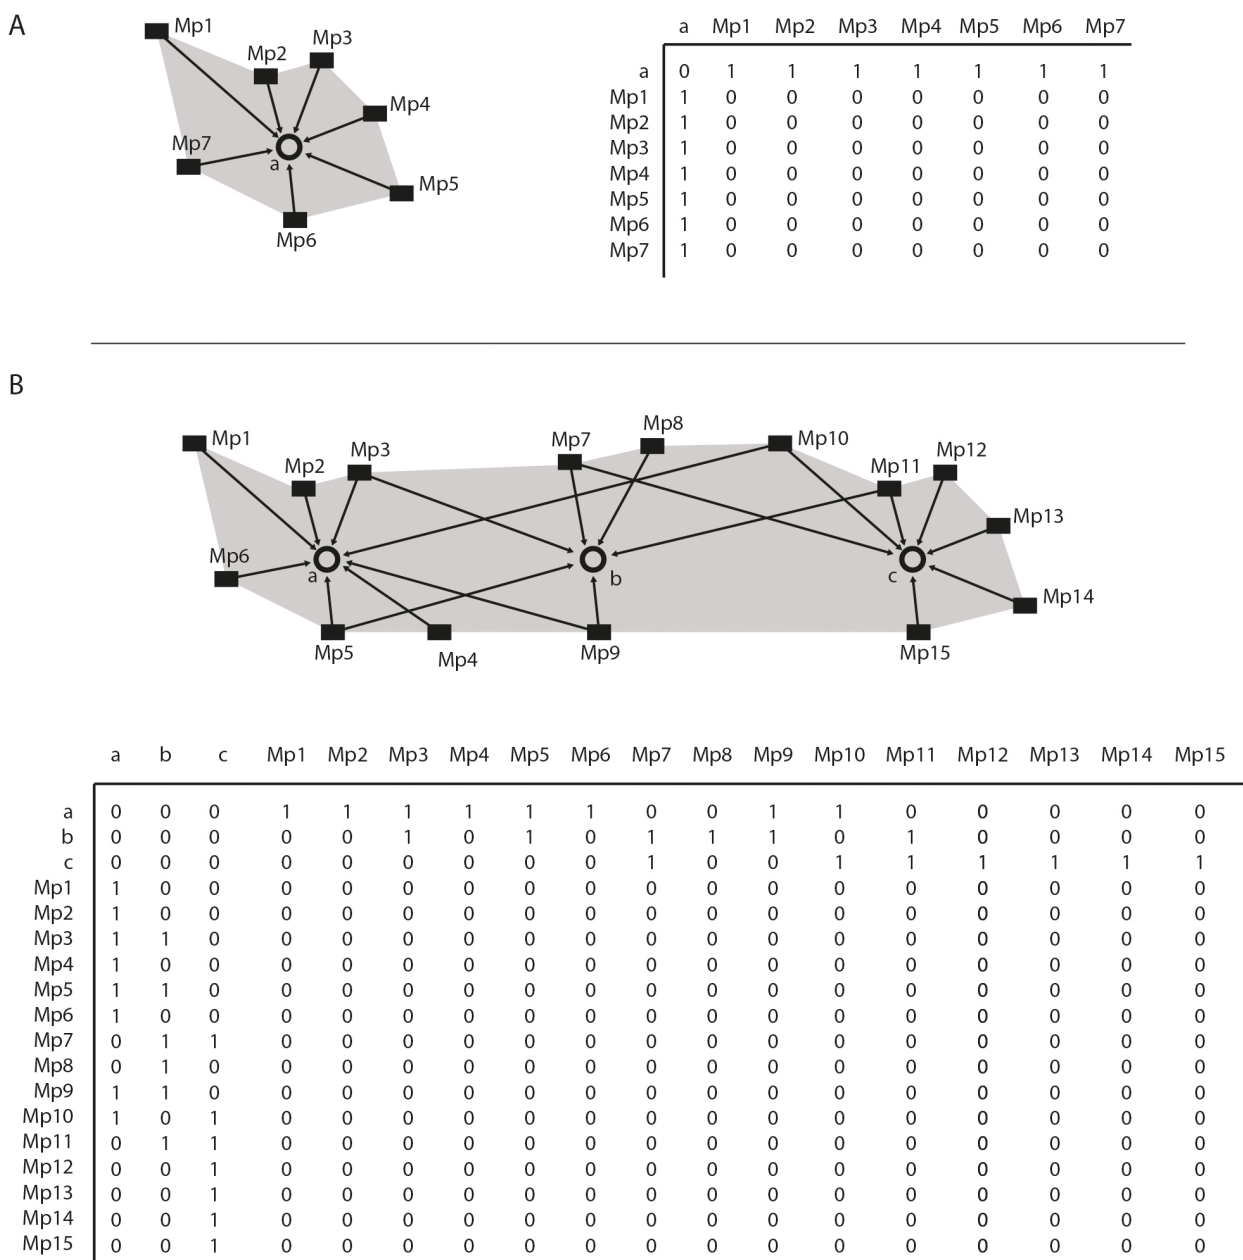 A
Mp1
Mp2
Mp3
Mp4
Mp7
a
Mp5
Mp6
a Mp1 Mp2 Mp3 Mp4 Mp5 Mp6 Mp7
a 0 1 1 1 1 1 1 1
Mp1 1 0 0 0 0 0 0 0
Mp2 1 0 0 0 0 0 0 0
Mp3 1 0 0 0 0 0 0 0
Mp4 1 0 0 0 0 0 0 0
Mp5 1 0 0 0 0 0 0 0
Mp6 1 0 0 0 0 0 0 0
Mp7 1 0 0 0 0 0 0 0
B
Mp1
Mp2
Mp3
Mp7
Mp8
Mp10
Mp11
Mp12
Mp13
Mp6
a
b
c
Mp14
Mp5
Mp4
Mp9
Mp15
a b c Mp1 Mp2 Mp3 Mp4 Mp5 Mp6 Mp7 Mp8 Mp9 Mp10 Mp11 Mp12 Mp13 Mp14 Mp15
a 0 0 0 1 1 1 1 1 1 0 0 1 1 0 0 0 0 0
b 0 0 0 0 0 1 0 1 0 1 1 1 0 1 0 0 0 0
c 0 0 0 0 0 0 0 0 0 1 0 0 1 1 1 1 1 1
Mp1 1 0 0 0 0 0 0 0 0 0 0 0 0 0 0 0 0 0
Mp2 1 0 0 0 0 0 0 0 0 0 0 0 0 0 0 0 0 0
Mp3 1 1 0 0 0 0 0 0 0 0 0 0 0 0 0 0 0 0
Mp4 1 0 0 0 0 0 0 0 0 0 0 0 0 0 0 0 0 0
Mp5 1 1 0 0 0 0 0 0 0 0 0 0 0 0 0 0 0 0
Mp6 1 0 0 0 0 0 0 0 0 0 0 0 0 0 0 0 0 0
Mp7 0 1 1 0 0 0 0 0 0 0 0 0 0 0 0 0 0 0
Mp8 0 1 0 0 0 0 0 0 0 0 0 0 0 0 0 0 0 0
Mp9 1 1 0 0 0 0 0 0 0 0 0 0 0 0 0 0 0 0
Mp10 1 0 1 0 0 0 0 0 0 0 0 0 0 0 0 0 0 0
Mp11 0 1 1 0 0 0 0 0 0 0 0 0 0 0 0 0 0 0
Mp12 0 0 1 0 0 0 0 0 0 0 0 0 0 0 0 0 0 0
Mp13 0 0 1 0 0 0 0 0 0 0 0 0 0 0 0 0 0 0
Mp14 0 0 1 0 0 0 0 0 0 0 0 0 0 0 0 0 0 0
Mp15 0 0 1 0 0 0 0 0 0 0 0 0 0 0 0 0 0 0